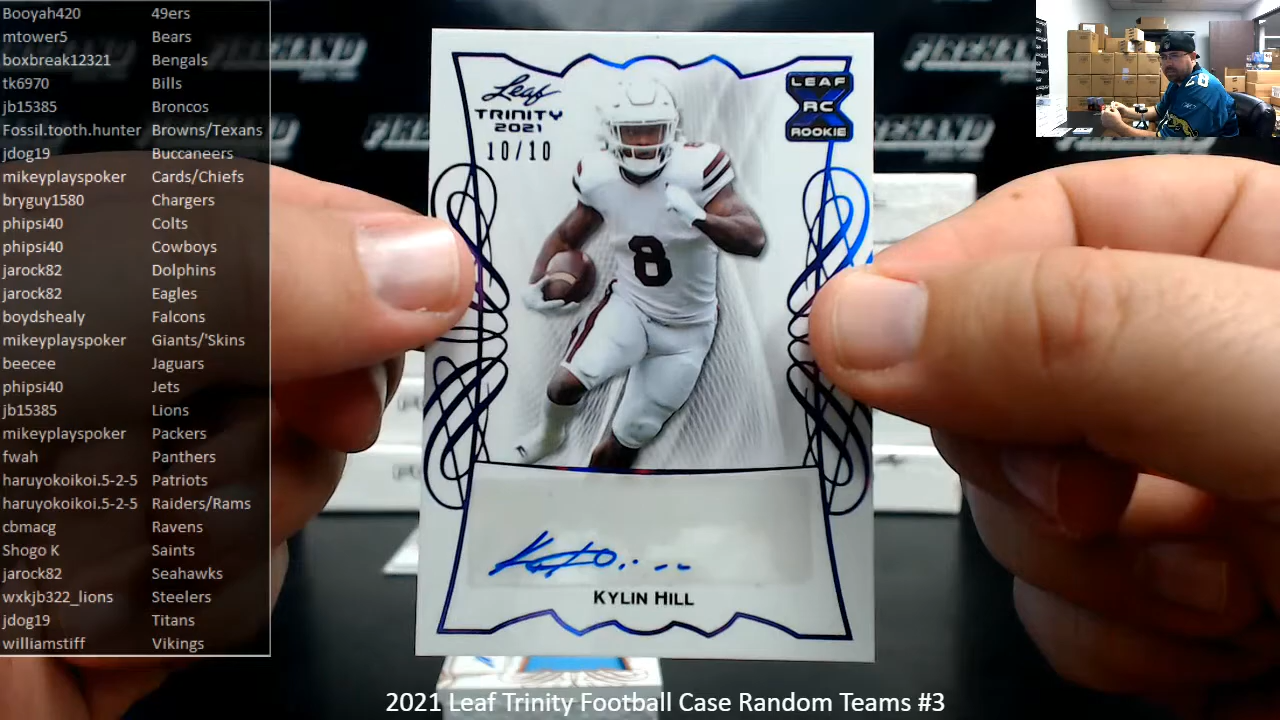 Booyah420 49ers
mtower5 Bears
boxbreak12321 Bengals
tk6970 Bills
jb15385 Broncos
Fossil.tooth.hunter Browns/Texans
jdog19 Buccaneers
mikeyplayspoker Cards/Chiefs
bryguy1580 Chargers
phipsi40 Colts
phipsi40 Cowboys
jarock82 Dolphins
jarock82 Eagles
boydshealy Falcons
mikeyplayspoker Giants/'Skins
beecee Jaguars
phipsi40 Jets
jb15385 Lions
mikeyplayspoker Packers
fwah Panthers
haruyokoikoi.5-2-5 Patriots
haruyokoikoi.5-2-5 Raiders/Rams
cbmacg Ravens
Shogo K Saints
jarock82 Seahawks
wxkjb322_lions Steelers
jdog19 Titans
williamstiff Vikings
Leaf
TRINITY
2021
10/10
LEAF
RC
ROOKIE
8
KYLIN HILL
2021 Leaf Trinity Football Case Random Teams #3